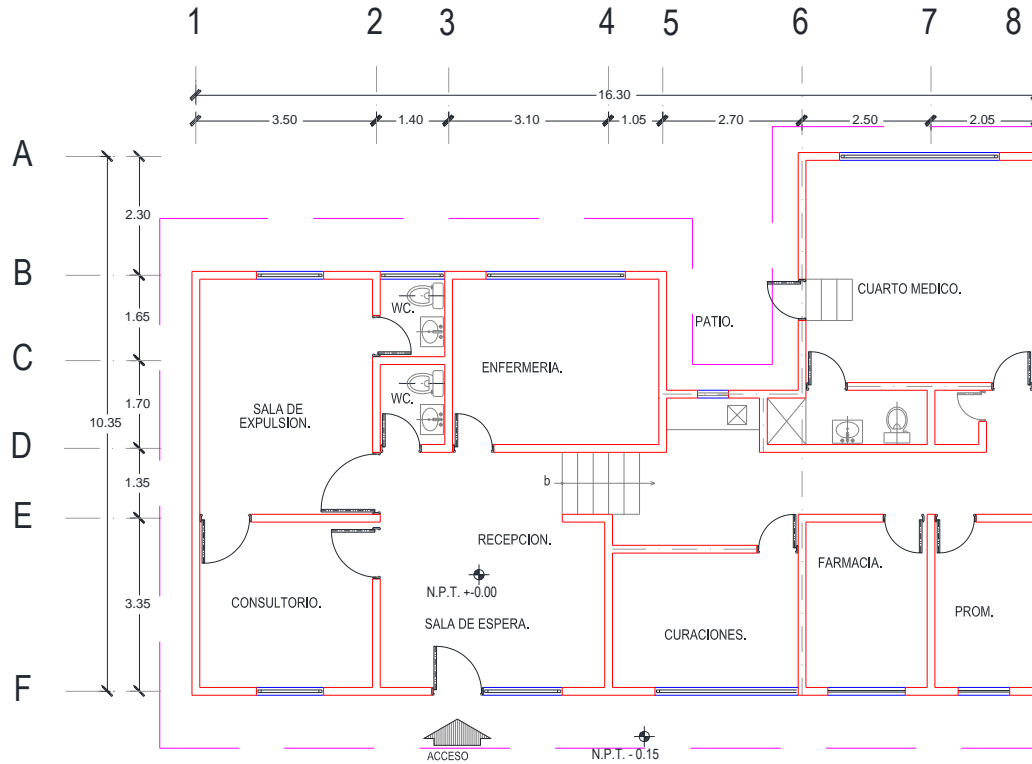 1 2 3 4 5 6 7 8
16.30
3.50 1.40 3.10 1.05 2.70 2.50 2.05
A
2.30
B
CUARTO MEDICO.
WC.
1.65
PATIO.
C
ENFERMERIA.
WC.
1.70
SALA DE
EXPULSION.
10.35
D
b
1.35
E
RECEPCION.
FARMACIA.
N.P.T. +-0.00
3.35
CONSULTORIO.
PROM.
SALA DE ESPERA.
CURACIONES.
F
ACCESO
N.P.T. - 0.15